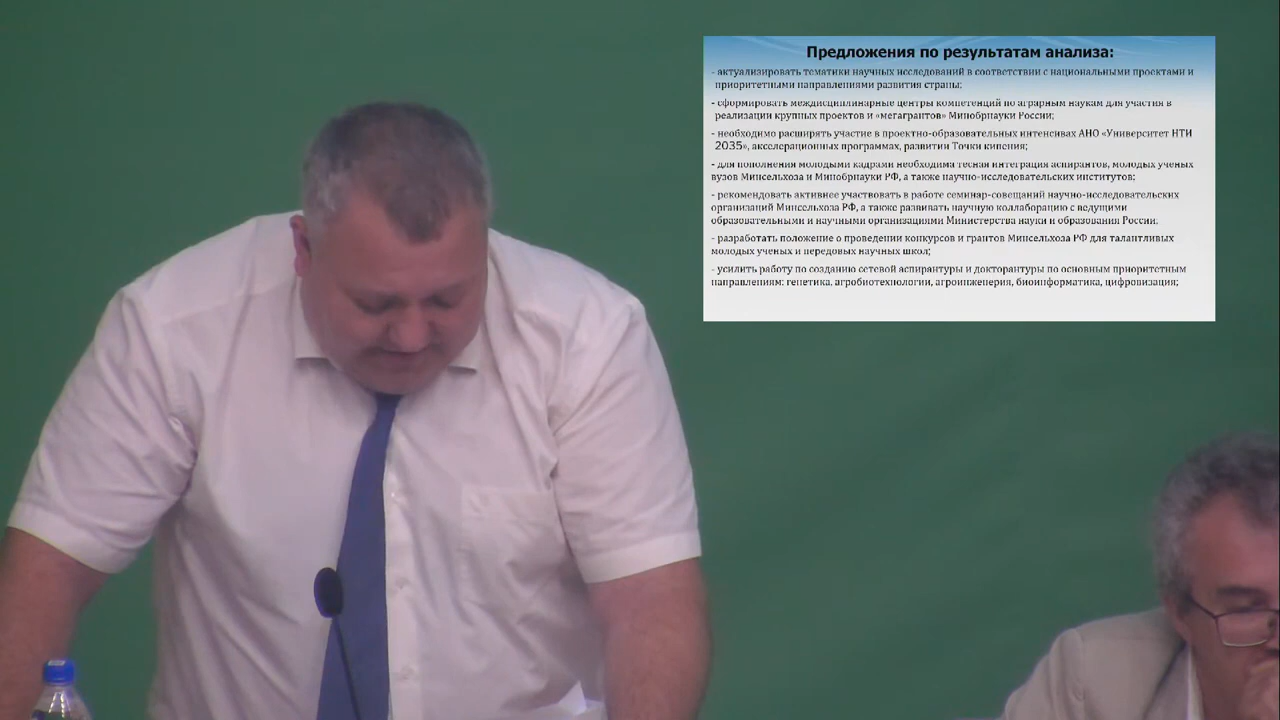 Предложения по результатам анализа:
- актуализировать тематики научных исследований в соответствии с национальными проектами и
приоритетными направлениями развития страны;
- сформировать междисциплинарные центры компетенций по аграрным наукам для участия в
реализации крупных проектов и «мегагрантов» Минобрнауки России;
- необходимо расширять участие в проектно-образовательных интенсивах АНО «Университет НТИ
2035», акселерационных программах, развитии Точки кипения;
- для пополнения молодыми кадрами необходима тесная интеграция аспирантов, молодых ученых
вузов Минсельхоза и Минобрнауки РФ, а также научно-исследовательских институтов:
- рекомендовать активнее участвовать в работе семинар-совещаний научно-исследовательских
организаций Минсельхоза РФ, а также развивать научную коллаборацию с ведущими
образовательными и научными организациями Министерства науки и образования России.
- разработать положение о проведении конкурсов и грантов Минсельхоза РФ для талантливых
молодых ученых и передовых научных школ;
- усилить работу по созданию сетевой аспирантуры и докторантуры по основным приоритетным
направлениям: генетика, агробиотехнологии, агроинженерия, биоинформатика, цифровизация;